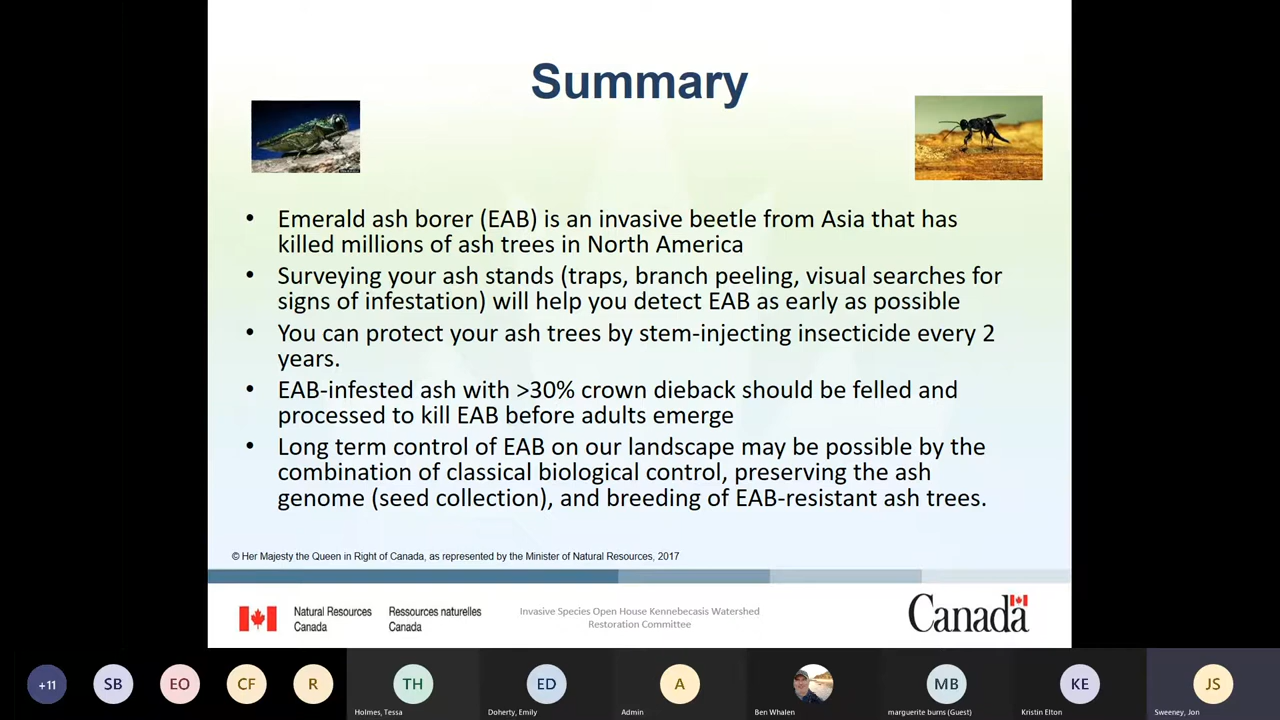 Summary
• Emerald ash borer (EAB) is an invasive beetle from Asia that has
killed millions of ash trees in North America
• Surveying your ash stands (traps, branch peeling, visual searches for
signs of infestation) will help you detect EAB as early as possible
• You can protect your ash trees by stem-injecting insecticide every 2
years.
• EAB-infested ash with >30% crown dieback should be felled and
processed to kill EAB before adults emerge
• Long term control of EAB on our landscape may be possible by the
combination of classical biological control, preserving the ash
genome (seed collection), and breeding of EAB-resistant ash trees.
© Her Majesty the Queen in Right of Canada, as represented by the Minister of Natural Resources, 2017
Natural Resources
Canada
Ressources naturelles
Canada
Invasive Species Open House Kennebecasis Watershed
Restoration Committee
Canada
+11
SB
EO
CF
R
TH
Holmes, Tessa
ED
Doherty, Emily
A
Admin
Ben Whalen
MB
marguerite burns (Guest)
KE
Kristin Elton
JS
Sweeney, Jon